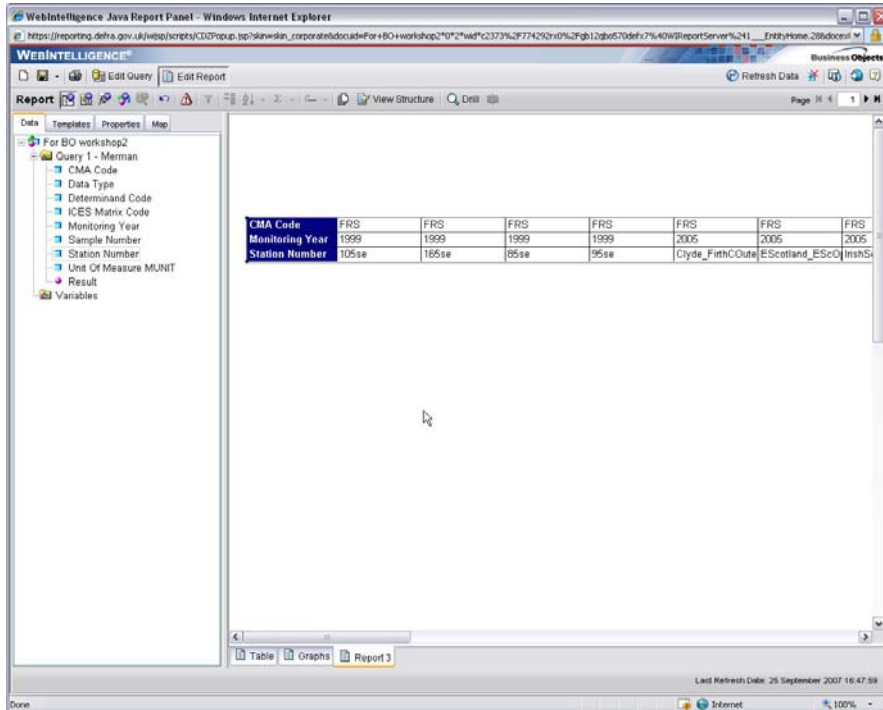 WebIntelligence Java Report Panel - Windows Internet Explorer
WEBINTELLIGENCE®
BusinessObjects
Edit Query Edit Report
Refresh Data
Report
View Structure Drill
Page 1
Data Templates Properties Map
For BO workshop2
Query 1 - Merman
CMA Code
Data Type
Determinand Code
ICES Matrix Code
Monitoring Year
Sample Number
Station Number
Unit Of Measure MUNIT
Result
Variables
CMA Code FRS FRS FRS FRS FRS FRS FRS
Monitoring Year 1999 1999 1999 1999 2005 2005 2005
Station Number 105se 165se 85se 95se Clyde_FirthCOute EScotland_EScO InshS
Table Graphs Report 3
Last Refresh Date: 25 September 2007 16:47:59
Done Internet 100%